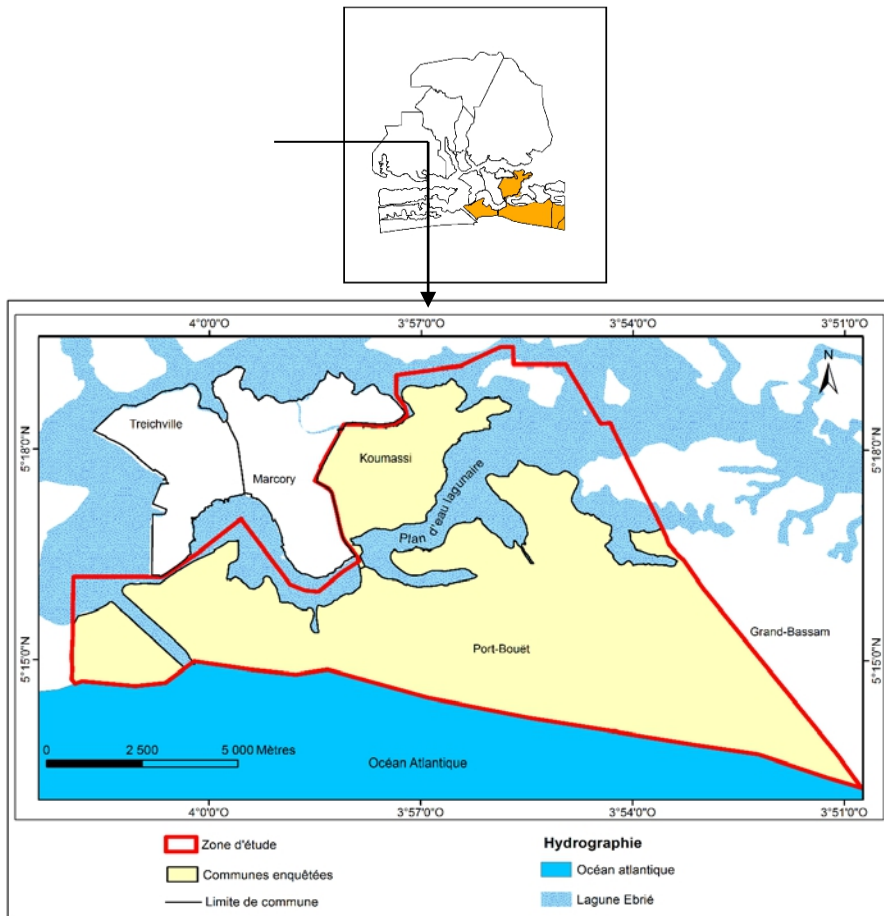 4°0'0"O
3°57'0"O
3°54'0"O
3°51'0"O
N
Treichville
Marcory
Koumassi
Plan d'eau lagunaire
5°18'0"N
5°18'0"N
Grand-Bassam
Port-Bouët
5°15'0"N
5°15'0"N
0
2 500
5 000 Mètres
Océan Atlantique
4°0'0"O
3°57'0"O
3°54'0"O
3°51'0"O
Zone d'étude
Communes enquêtées
Limite de commune
Hydrographie
Océan atlantique
Lagune Ebrié